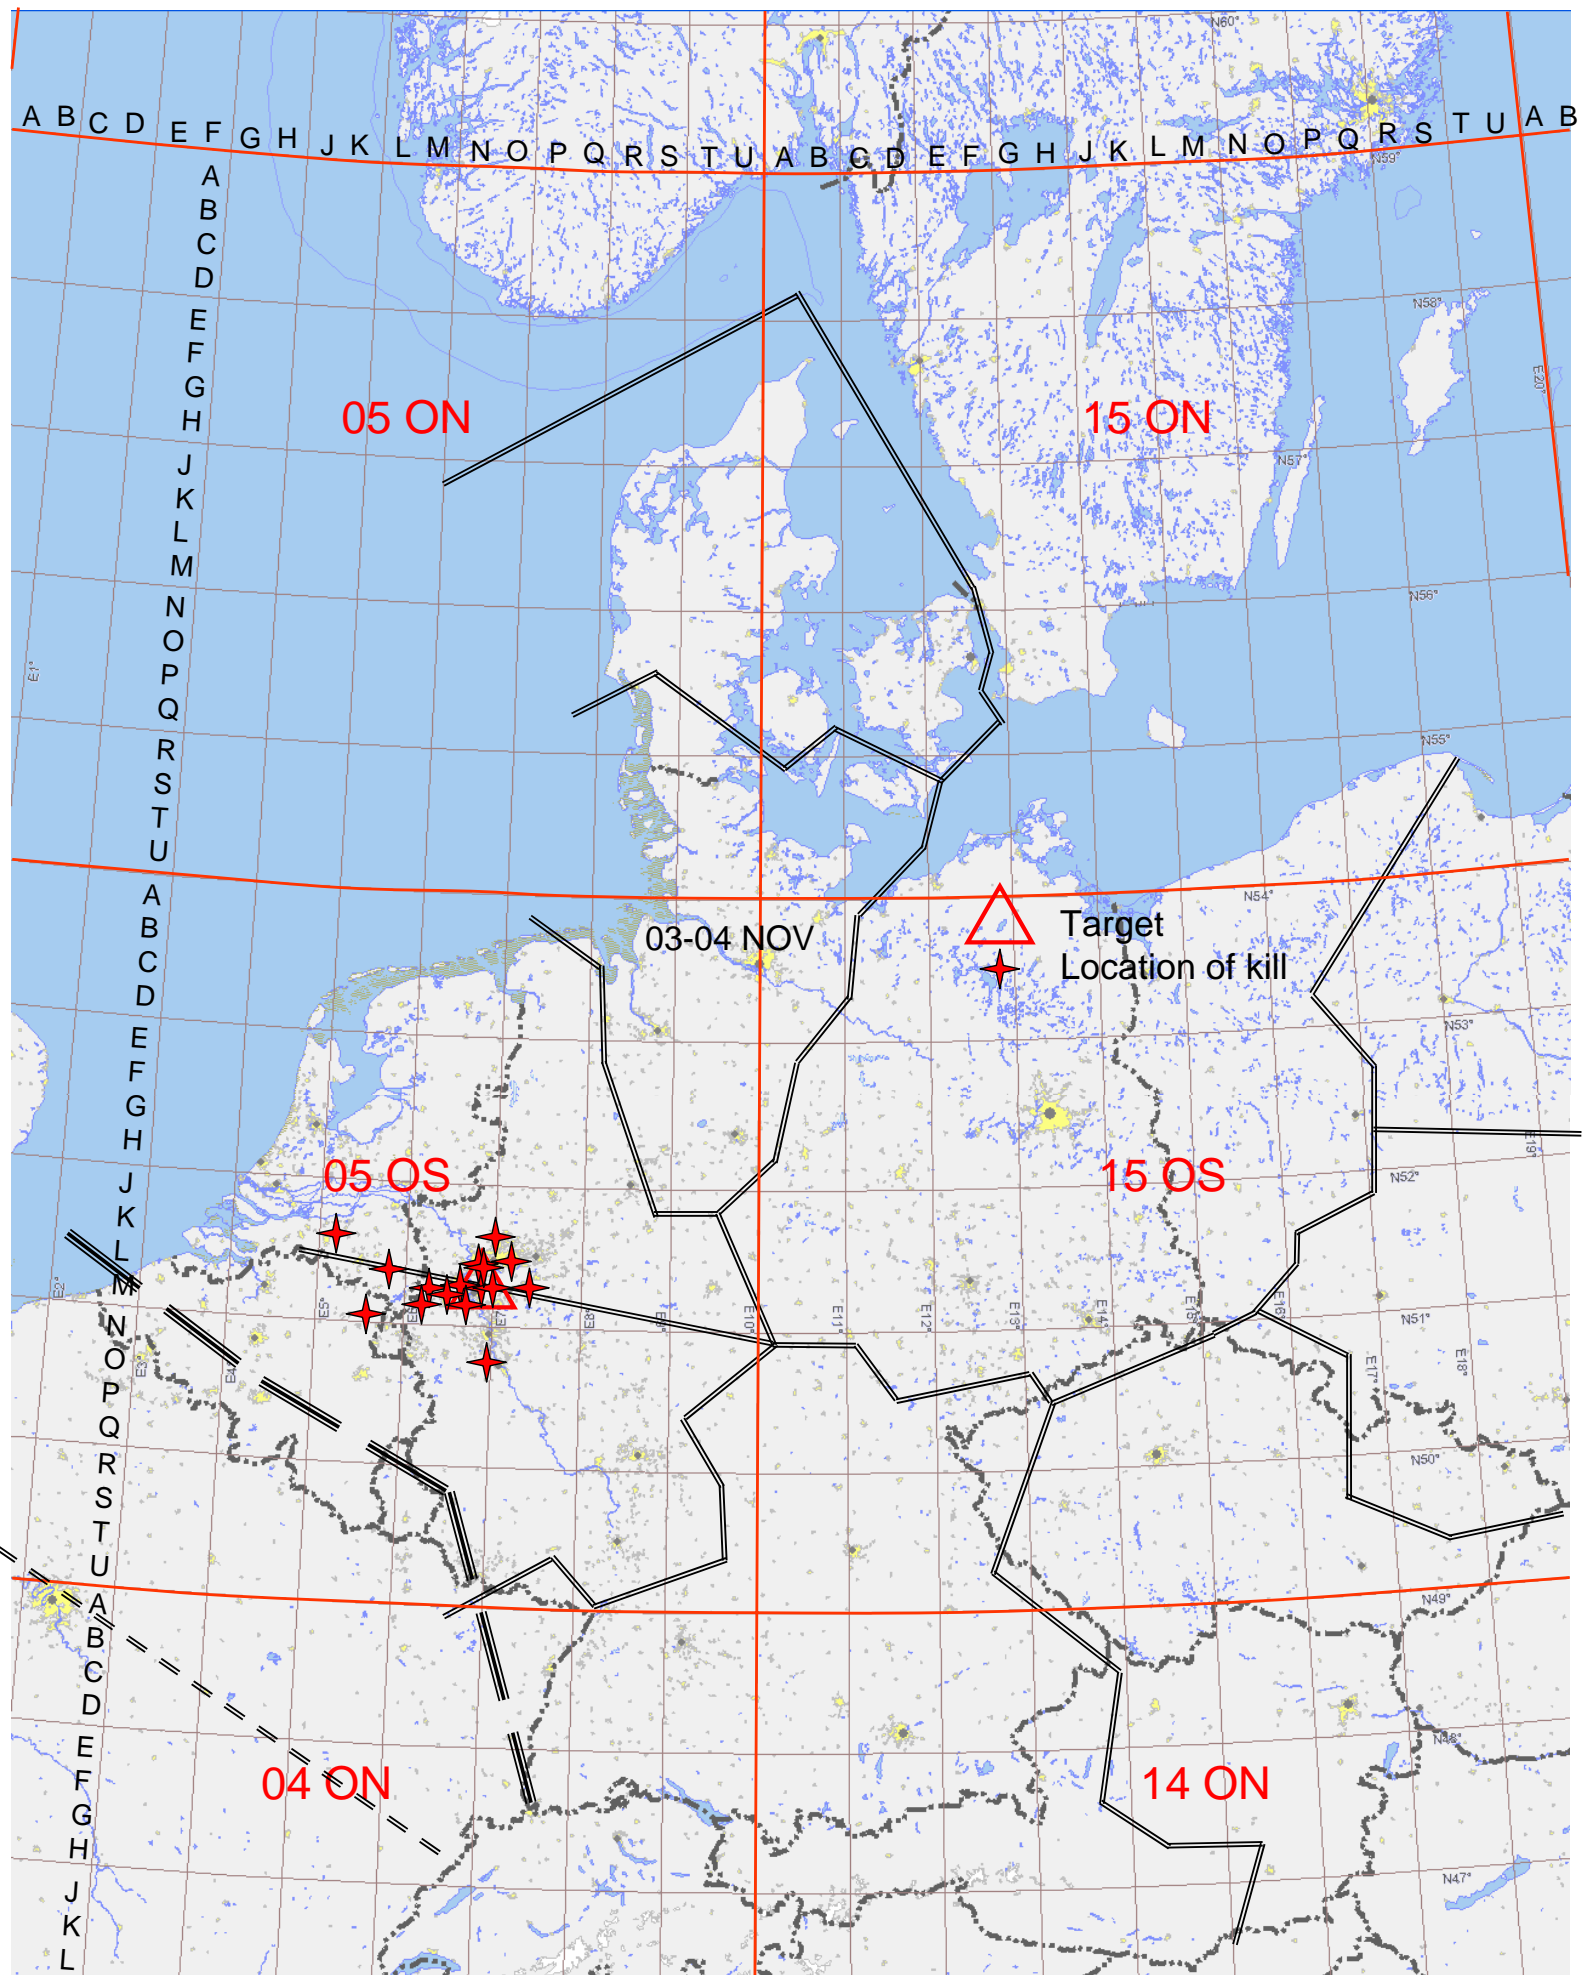 N60°
A B C D E F G H J K L M N O P Q R S T U A B C D E F G H J K L M N O P Q R S T U A B
N59°
A
B
C
D
E
N58°
F
G
E20°
H
05 ON
15 ON
J
N57°
K
L
M
N56°
N
O
P
E1°
Q
N55°
R
S
T
U
A
N54°
B
Target
03-04 NOV
C
Location of kill
D
N53°
E
F
G
H
E19°
J
05 OS
15 OS
N52°
K
L
M
E2°
E5°
E10°
E11°
E12°
E13°
E14°
E15°
E16°
N51°
N
O
E3°
E4°
E17°
E18°
P
Q
N50°
R
S
T
U
A
N49°
B
C
D
E
N48°
F
04 ON
14 ON
G
H
N47°
J
K
L